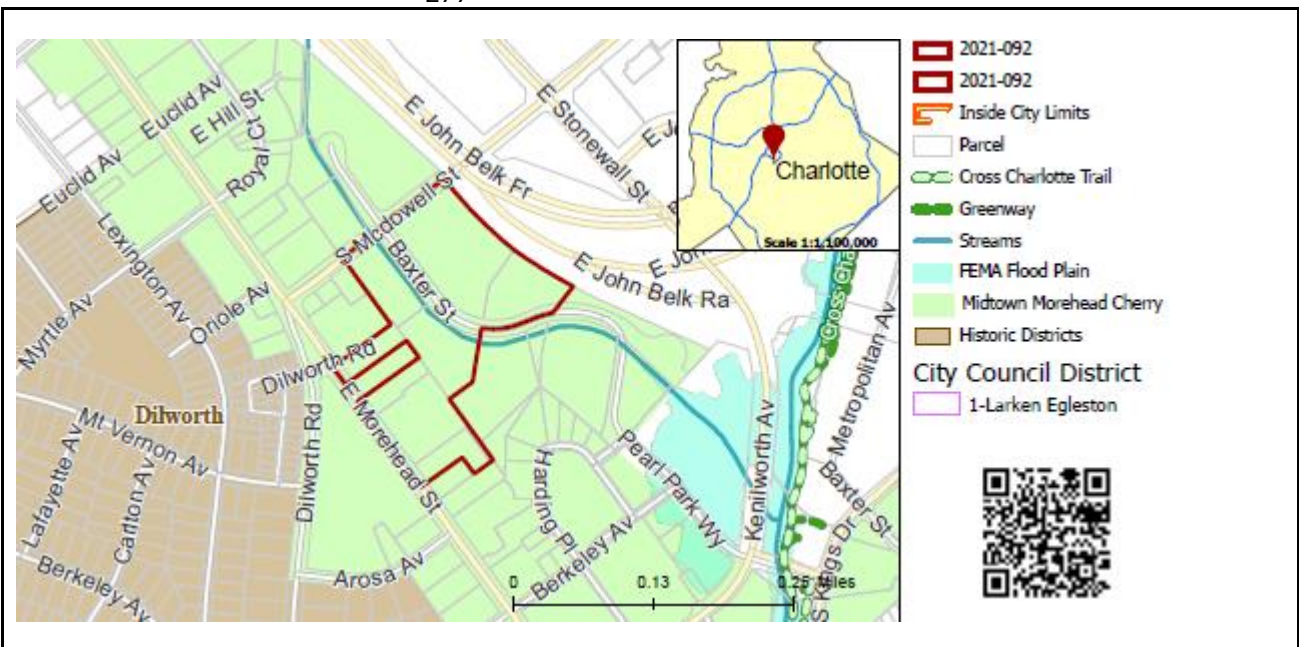 Euclid Av
E Hill St
Euclid Av
Royal Ct
Lexington Av
Myrtle Av
Oriole Av
E John Belk Fr
E Stonewall St
S Mcdowell St
Baxter St
E John Belk Ra
Dilworth Rd
E Morehead St
Dilworth
Mt Vernon Av
Dilworth Rd
Lafayette Av
Carlton Av
Berkeley Av
Arosa Av
Harding Pl
Berkeley Av
Pearl Park Wy
Kenilworth Av
Metropolitan Av
Baxter St
S Kings Dr
Cross Cha
0
0.13
0.25 Miles
Charlotte
Scale 1:1,100,000
2021-092
2021-092
Inside City Limits
Parcel
Cross Charlotte Trail
Greenway
Streams
FEMA Flood Plain
Midtown Morehead Cherry
Historic Districts
City Council District
1-Larken Egleston